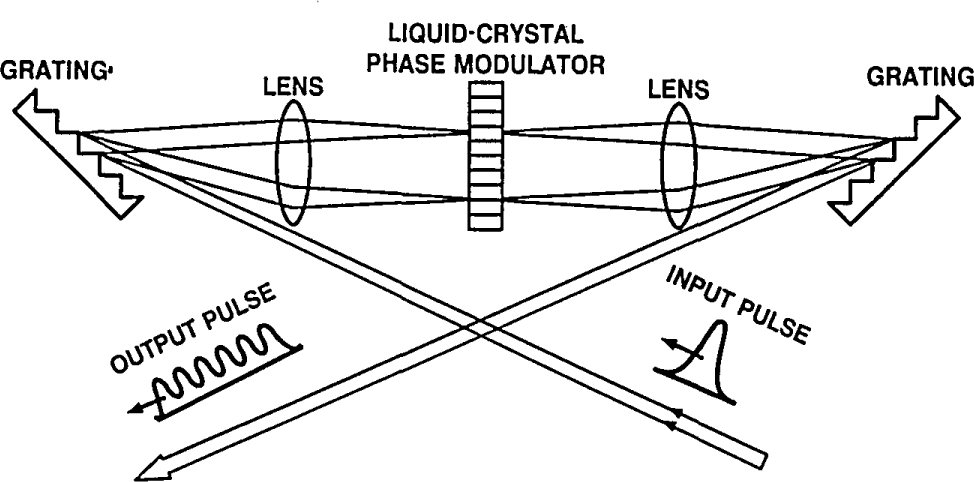 LIQUID-CRYSTAL
PHASE MODULATOR
GRATING
LENS
LENS
GRATING
OUTPUT PULSE
INPUT PULSE